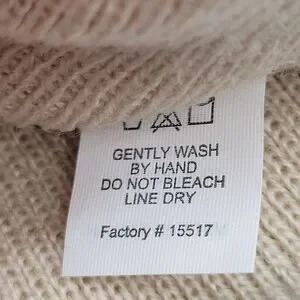 GENTLY WASH
BY HAND
DO NOT BLEACH
LINE DRY
Factory # 15517